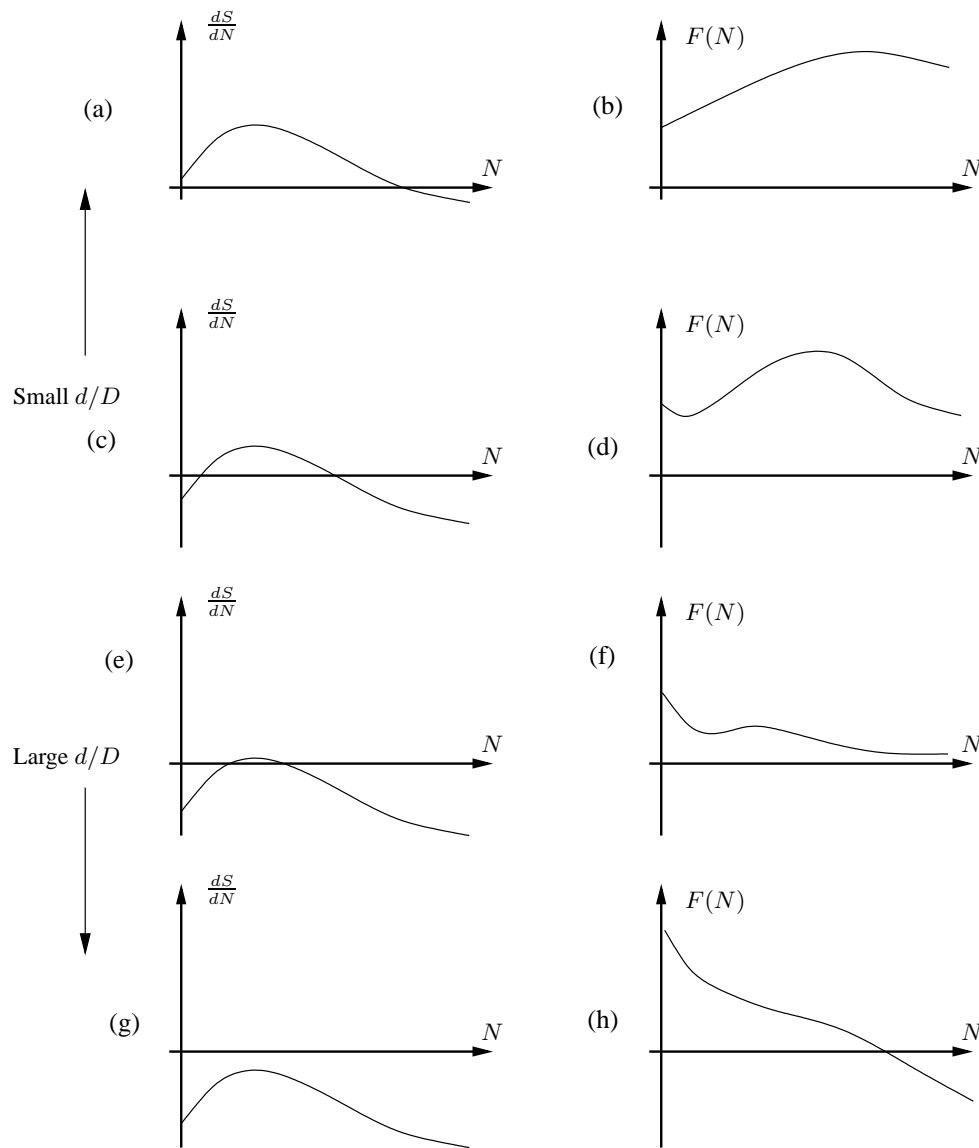 dS/dN
F(N)
(a)
(b)
N
N
dS/dN
F(N)
Small d/D
(c)
(d)
N
N
dS/dN
F(N)
(e)
(f)
Large d/D
N
N
dS/dN
F(N)
(g)
(h)
N
N